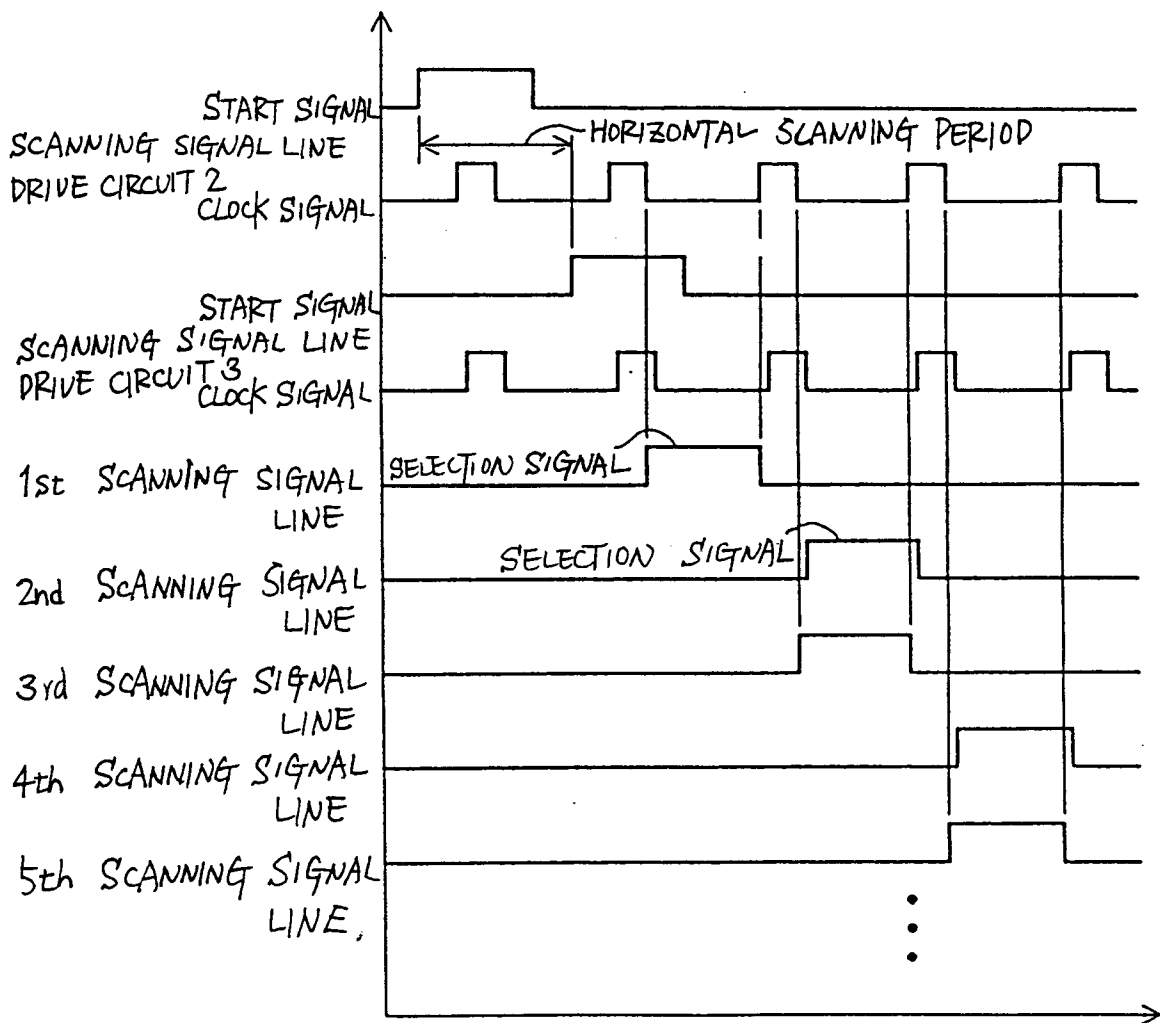 START SIGNAL
HORIZONTAL SCANNING PERIOD
SCANNING SIGNAL LINE
DRIVE CIRCUIT 2
CLOCK SIGNAL
START SIGNAL
SCANNING SIGNAL LINE
DRIVE CIRCUIT 3
CLOCK SIGNAL
SELECTION SIGNAL
1st SCANNING SIGNAL
LINE
SELECTION SIGNAL
2nd SCANNING SIGNAL
LINE
3rd SCANNING SIGNAL
LINE
4th SCANNING SIGNAL
LINE
5th SCANNING SIGNAL
LINE.